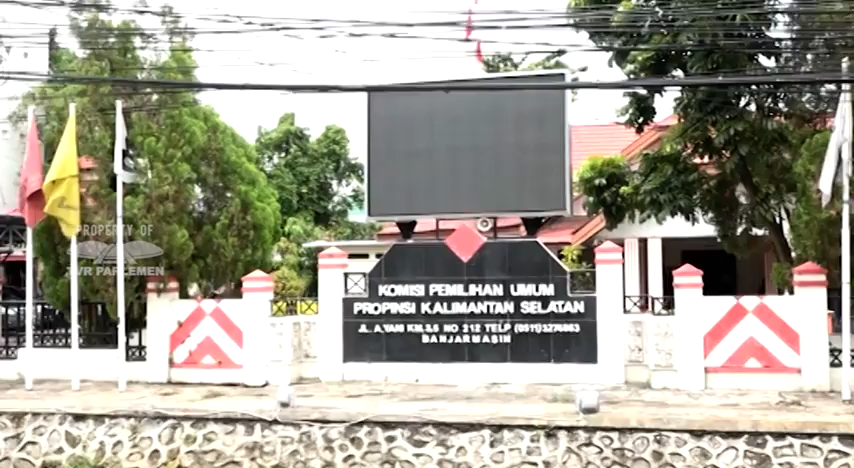 PROPERTY OF
TVR PARLEMEN
KOMISI PEMILIHAN UMUM
PROPINSI KALIMANTAN SELATAN
JL. A.YANI KM.3,5 NO 212 TELP (0511)3276863
BANJARMASIN